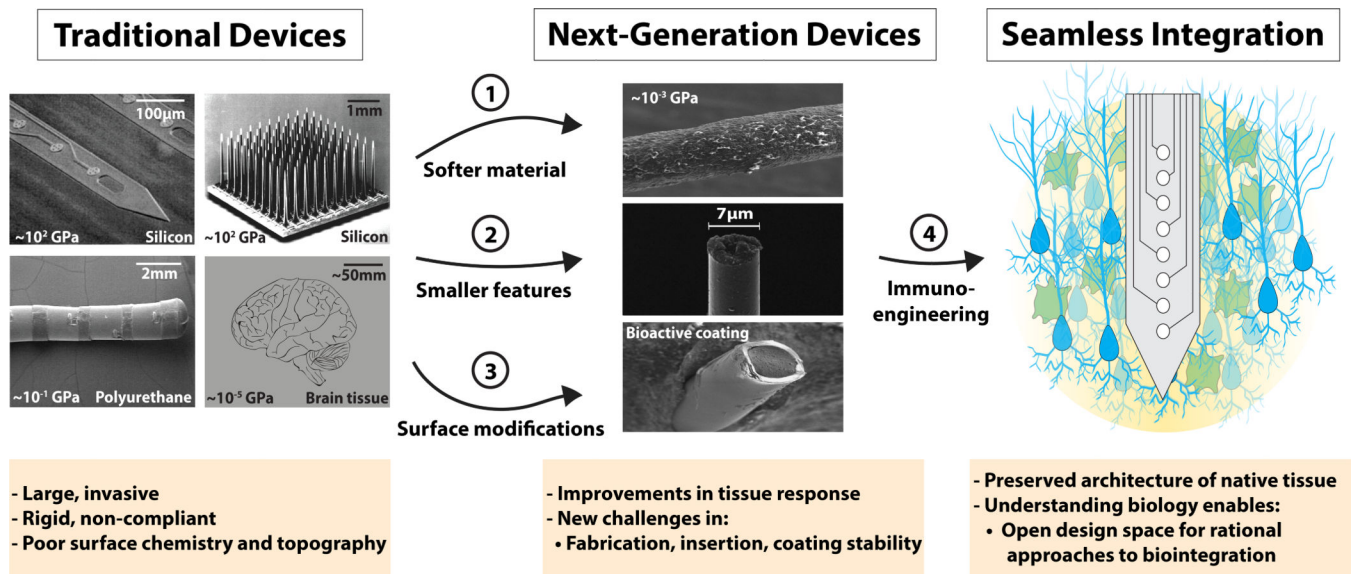 Traditional Devices
Next-Generation Devices
Seamless Integration
100μm
~10² GPa
Silicon
1mm
~10² GPa
Silicon
2mm
~10⁻¹ GPa
Polyurethane
~50mm
~10⁻⁵ GPa
Brain tissue
1
Softer material
2
Smaller features
3
Surface modifications
~10⁻³ GPa
7μm
Bioactive coating
4
Immuno-
engineering
- Large, invasive
- Rigid, non-compliant
- Poor surface chemistry and topography
- Improvements in tissue response
- New challenges in:
• Fabrication, insertion, coating stability
- Preserved architecture of native tissue
- Understanding biology enables:
• Open design space for rational
approaches to biointegration